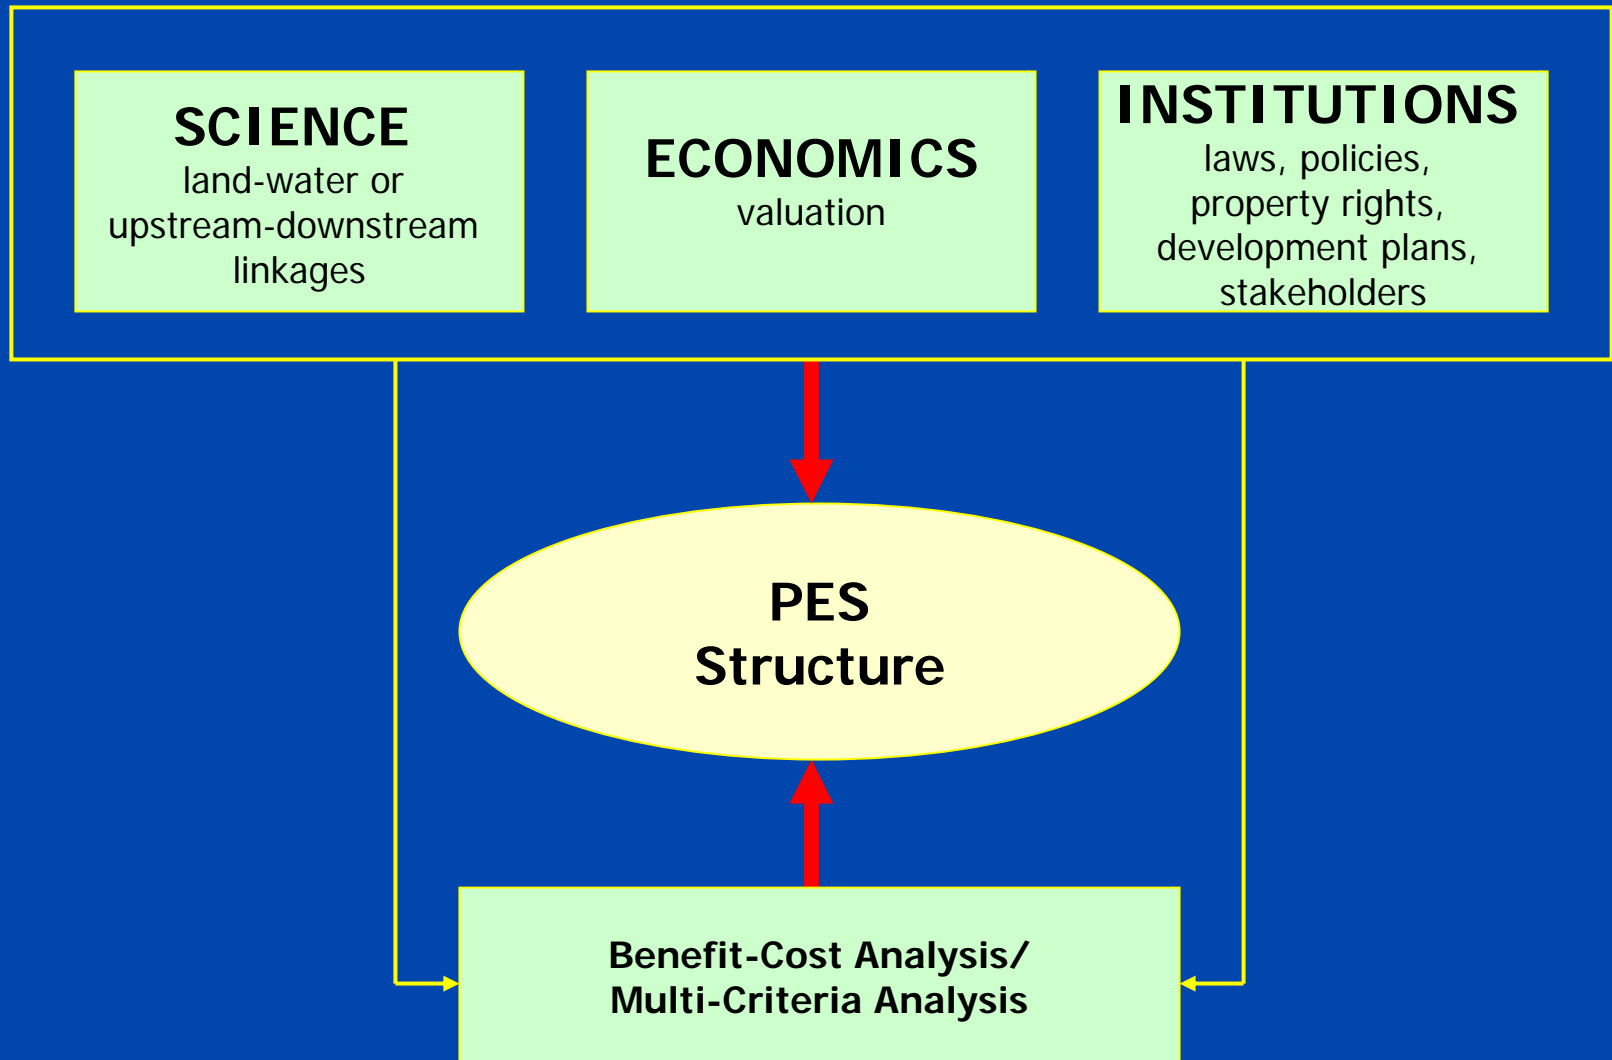 SCIENCE
land-water or
upstream-downstream
linkages
ECONOMICS
valuation
INSTITUTIONS
laws, policies,
property rights,
development plans,
stakeholders
PES
Structure
Benefit-Cost Analysis/
Multi-Criteria Analysis